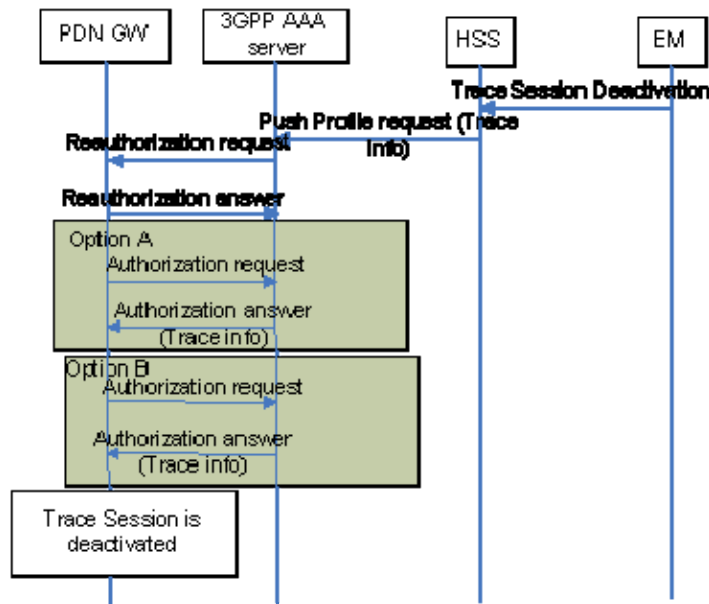 PDN GW
3GPP AAA
server
HSS
EM
Trace Session Deactivation
Push Profile request (Trace
Info)
Reauthorization request
Reauthorization answer
Option A
Authorization request
Authorization answer
(Trace info)
Option B
Authorization request
Authorization answer
(Trace info)
Trace Session is
deactivated